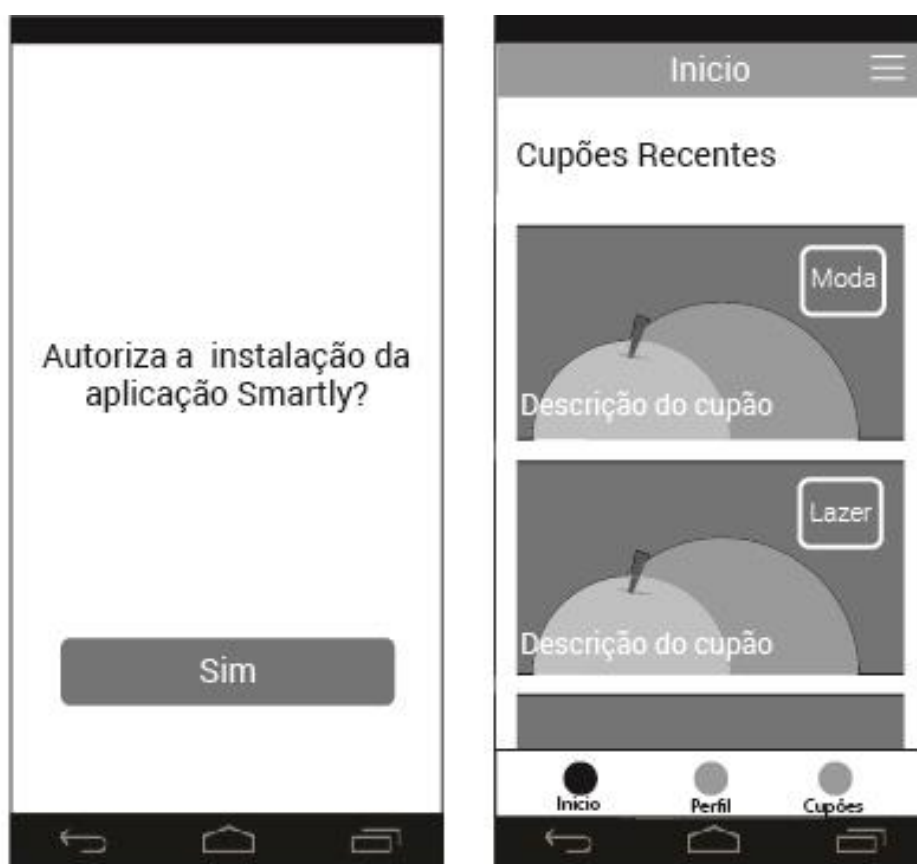 Autoriza a instalação da
aplicação Smartly?
Sim
Inicio
Cupões Recentes
Moda
Descrição do cupão
Lazer
Descrição do cupão
Início
Perfil
Cupões